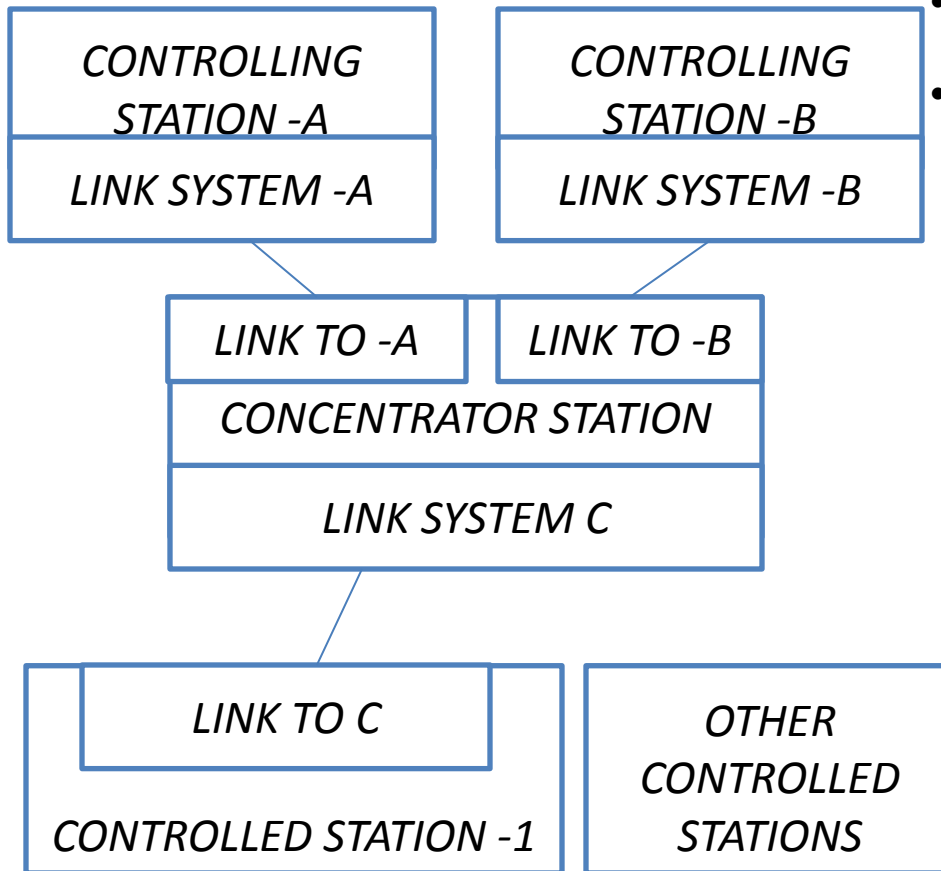 CONTROLLING
STATION -A
LINK SYSTEM -A
CONTROLLING
STATION -B
LINK SYSTEM -B
LINK TO -A
LINK TO -B
CONCENTRATOR STATION
LINK SYSTEM C
LINK TO C
CONTROLLED STATION -1
OTHER
CONTROLLED
STATIONS